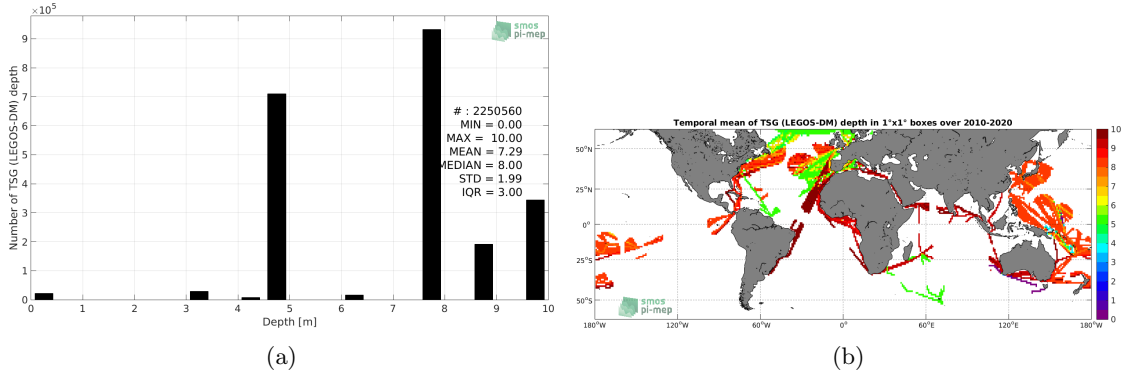 ×10⁵
9
8
7
6
5
4
3
2
1
0
Number of TSG (LEGOS-DM) depth
smos
pi-mep
# : 2250560
MIN = 0.00
MAX = 10.00
MEAN = 7.29
MEDIAN = 8.00
STD = 1.99
IQR = 3.00
0 1 2 3 4 5 6 7 8 9 10
Depth [m]
(a)
Temporal mean of TSG (LEGOS-DM) depth in 1°x1° boxes over 2010-2020
50°N
25°N
0°
25°S
50°S
smos
pi-mep
180°W 120°W 60°W 0° 60°E 120°E 180°W
10
9
8
7
6
5
4
3
2
1
0
(b)